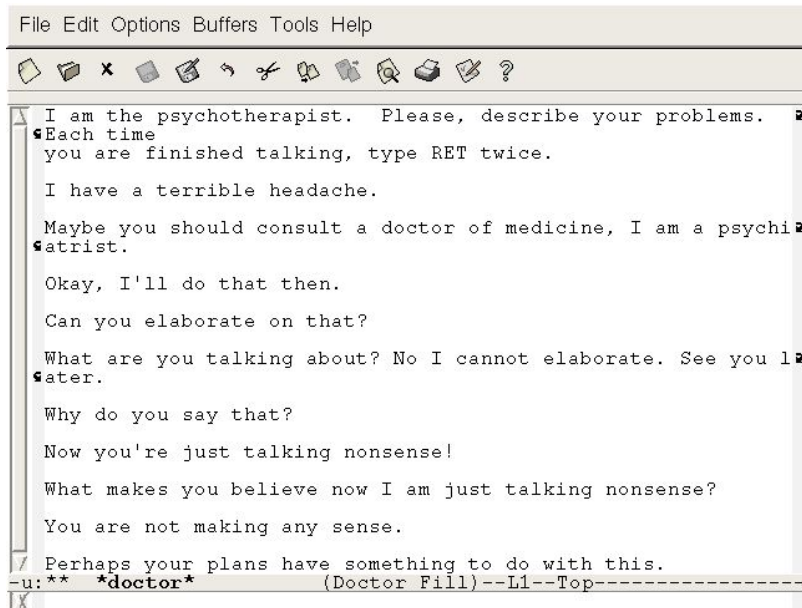 File Edit Options Buffers Tools Help
I am the psychotherapist.  Please, describe your problems.
Each time
you are finished talking, type RET twice.
I have a terrible headache.
Maybe you should consult a doctor of medicine, I am a psychi
atrist.
Okay, I'll do that then.
Can you elaborate on that?
What are you talking about? No I cannot elaborate. See you l
ater.
Why do you say that?
Now you're just talking nonsense!
What makes you believe now I am just talking nonsense?
You are not making any sense.
Perhaps your plans have something to do with this.
-u:**  *doctor*    (Doctor Fill)--L1--Top----------------